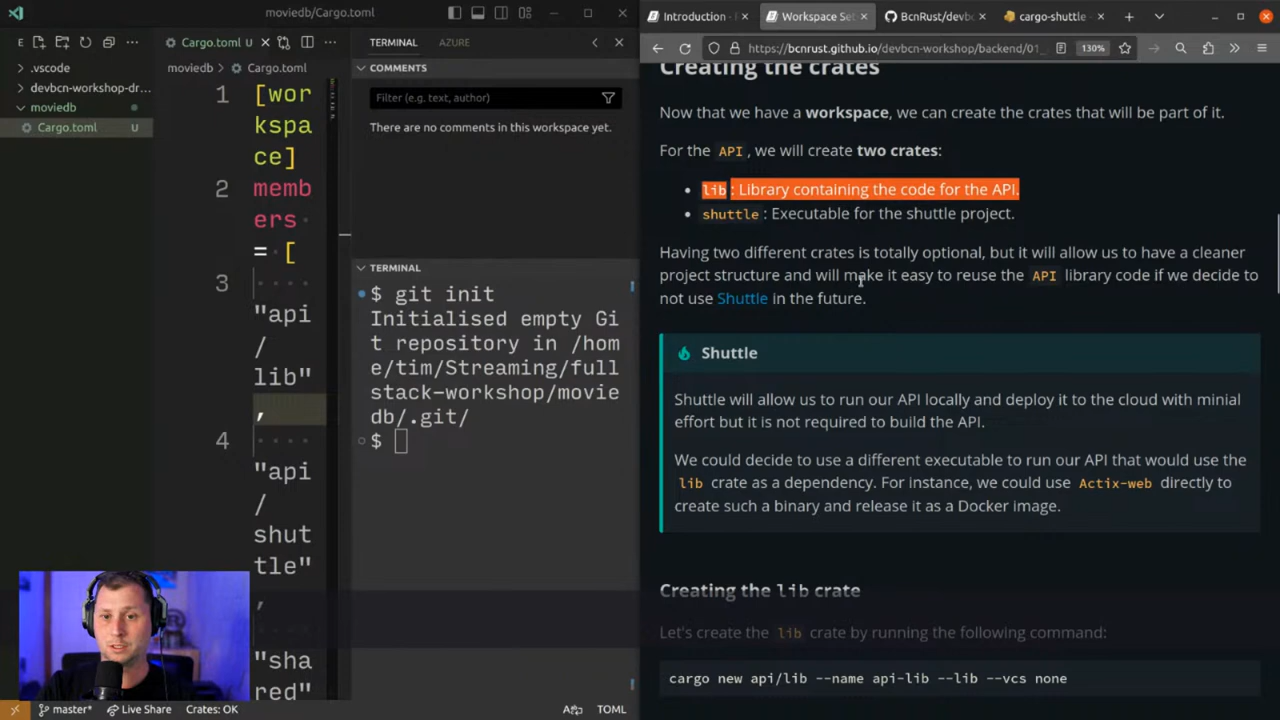 moviedb/Cargo.toml
E
.vscode
devbcn-workshop-dr...
moviedb
Cargo.toml U
Cargo.toml U
moviedb > Cargo.toml
1 [wor
kspa
ce]
2 memb
ers
= [
3 ....
"api
/
lib"
,
4 ....
"api
/
shut
tle"
,
"sha
red"
TERMINAL AZURE
COMMENTS
Filter (e.g. text, author)
There are no comments in this workspace yet.
TERMINAL
$ git init
Initialised empty Gi
t repository in /hom
e/tim/Streaming/full
stack-workshop/movie
db/.git/
$
master* Live Share Crates: OK TOML
Introduction - Workspace Set BcnRust/devbc cargo-shuttle
https://bcnrust.github.io/devbcn-workshop/backend/01_ 130%
Creating the crates
Now that we have a workspace, we can create the crates that will be part of it.
For the API, we will create two crates:
• lib : Library containing the code for the API.
• shuttle : Executable for the shuttle project.
Having two different crates is totally optional, but it will allow us to have a cleaner
project structure and will make it easy to reuse the API library code if we decide to
not use Shuttle in the future.
Shuttle
Shuttle will allow us to run our API locally and deploy it to the cloud with minial
effort but it is not required to build the API.
We could decide to use a different executable to run our API that would use the
lib crate as a dependency. For instance, we could use Actix-web directly to
create such a binary and release it as a Docker image.
Creating the lib crate
Let's create the lib crate by running the following command:
cargo new api/lib --name api-lib --lib --vcs none